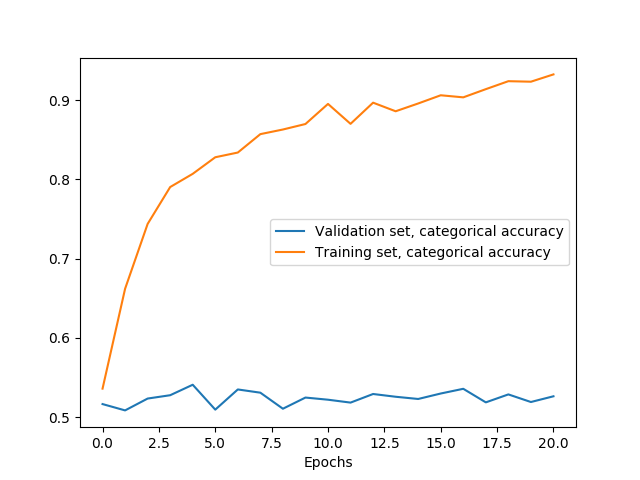 0.9
0.8
0.7
0.6
0.5
Validation set, categorical accuracy
Training set, categorical accuracy
0.0 2.5 5.0 7.5 10.0 12.5 15.0 17.5 20.0
Epochs